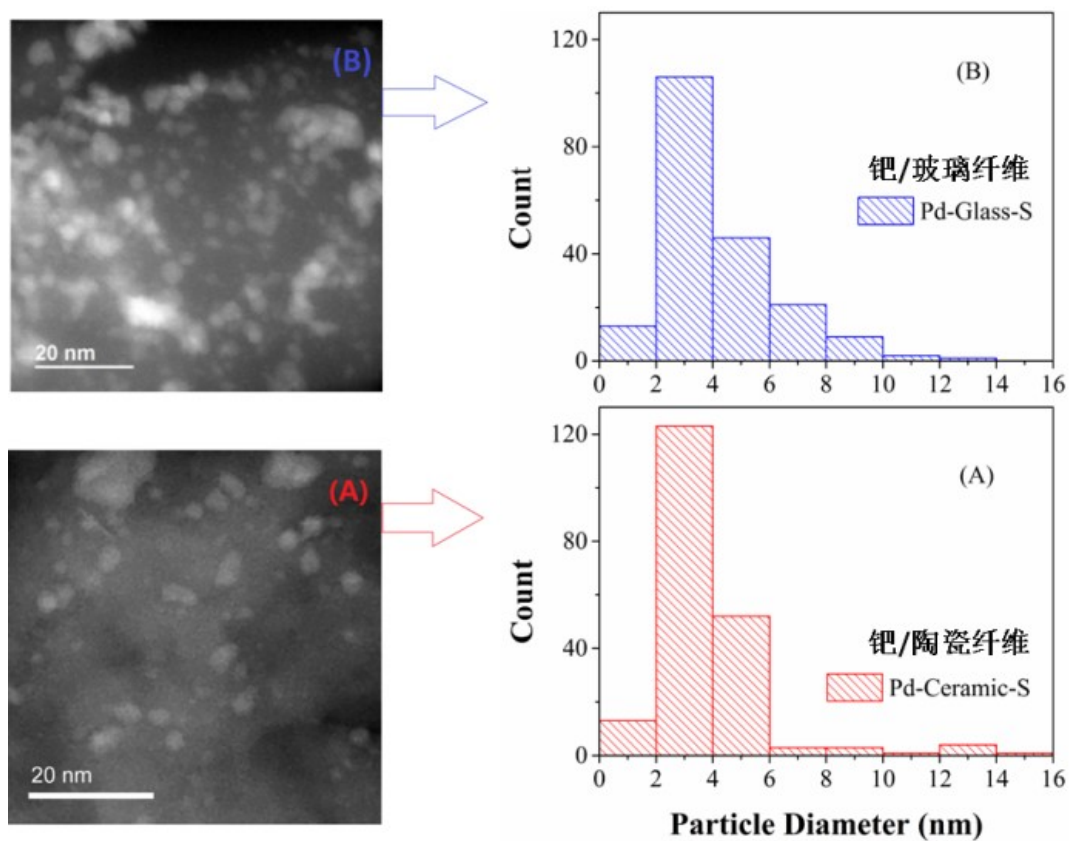 (B)
20 nm
120
80
40
0
Count
(B)
钯/玻璃纤维
Pd-Glass-S
0 2 4 6 8 10 12 14 16
(A)
20 nm
120
80
40
0
Count
(A)
钯/陶瓷纤维
Pd-Ceramic-S
0 2 4 6 8 10 12 14 16
Particle Diameter (nm)